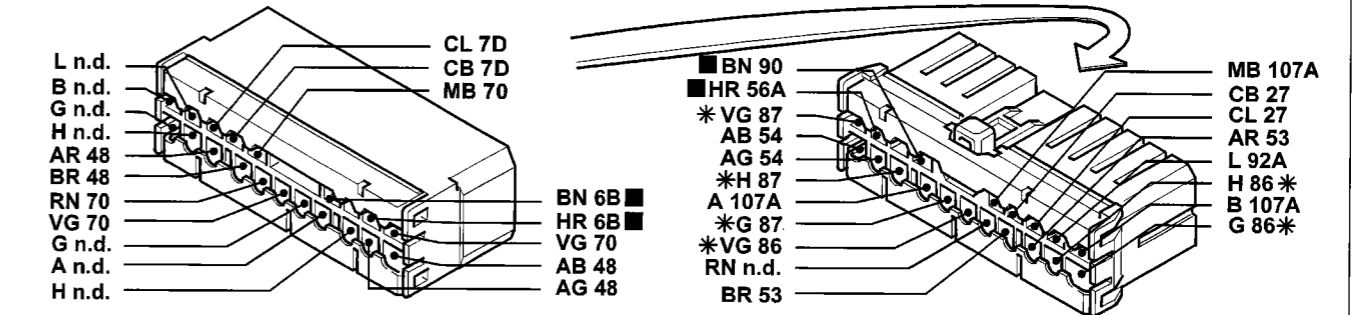 L n.d.
B n.d.
G n.d.
H n.d.
AR 48
BR 48
RN 70
VG 70
G n.d.
A n.d.
H n.d.
CL 7D
CB 7D
MB 70
BN 6B■
HR 6B■
VG 70
AB 48
AG 48
■BN 90
■HR 56A
✳VG 87
AB 54
AG 54
✳H 87
A 107A
✳G 87
✳VG 86
RN n.d.
BR 53
MB 107A
CB 27
CL 27
AR 53
L 92A
H 86✳
B 107A
G 86✳